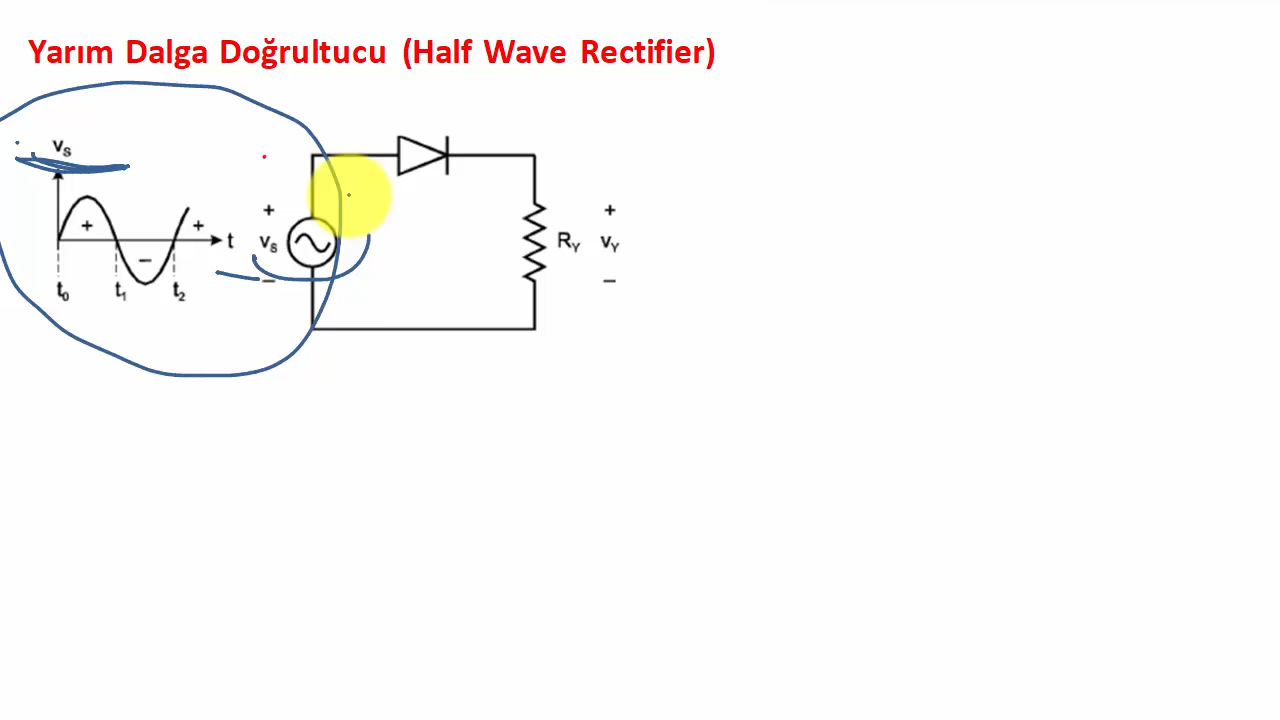 Yarım Dalga Doğrultucu (Half Wave Rectifier)
vS
+ + t
−
t0 t1 t2
+
vS
−
RY
+
vY
−